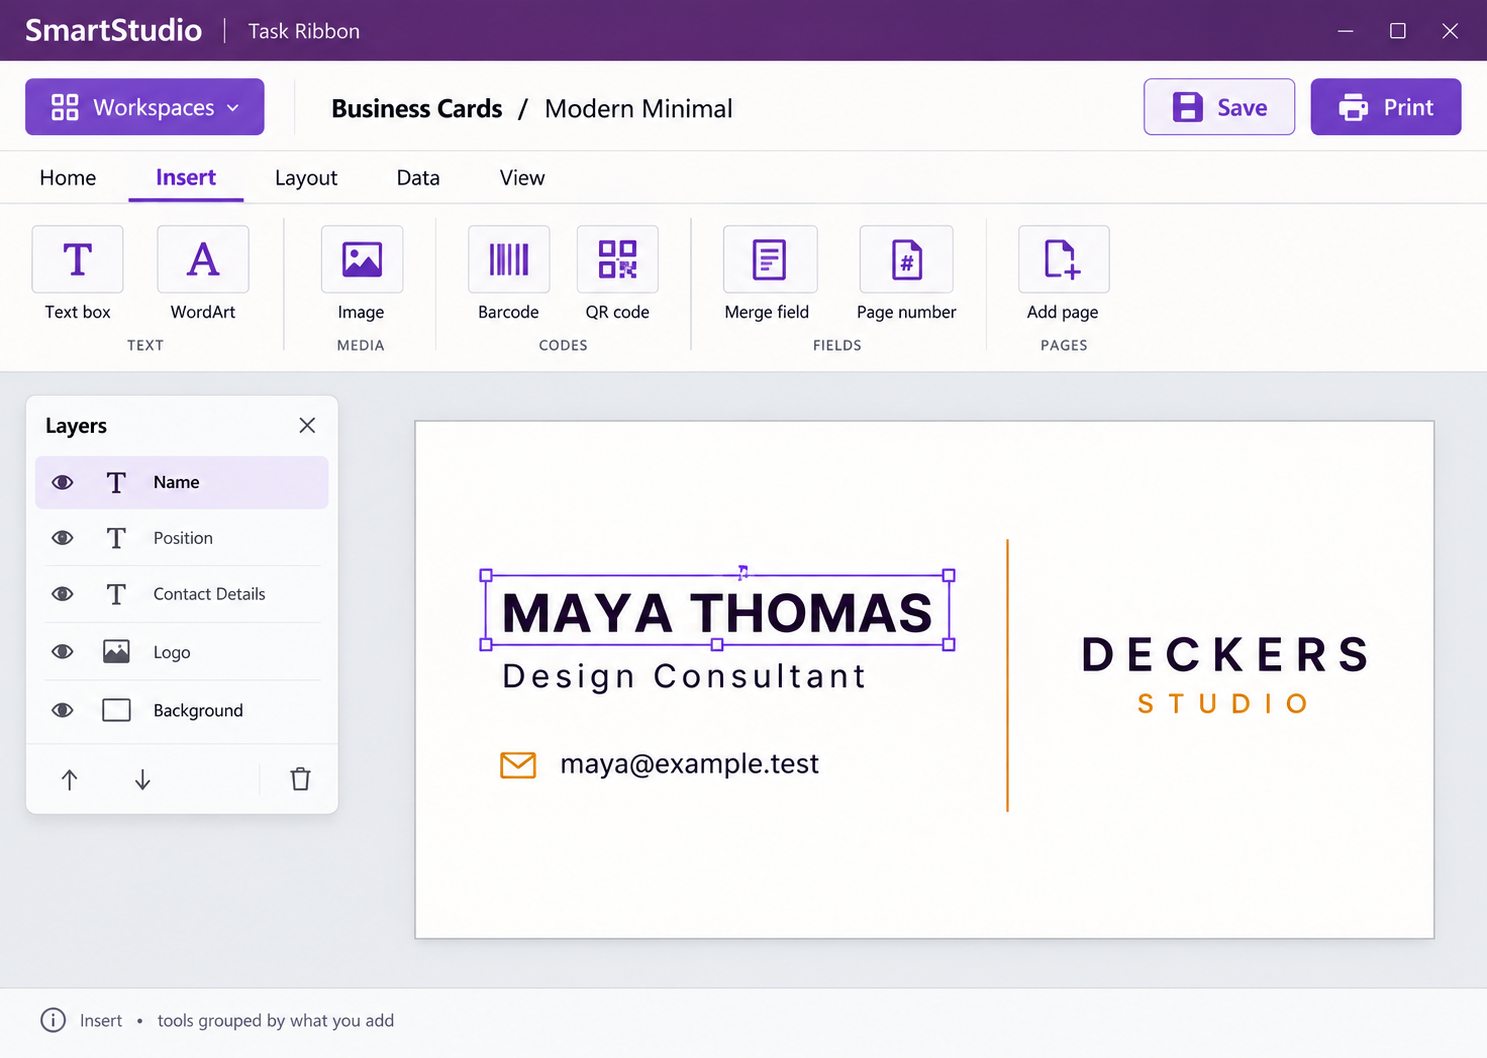 SmartStudio | Task Ribbon
Workspaces
Business Cards / Modern Minimal
Save
Print
Home Insert Layout Data View
Text box WordArt Image Barcode QR code Merge field Page number Add page
TEXT MEDIA CODES FIELDS PAGES
Layers
Name
Position
Contact Details
Logo
Background
MAYA THOMAS
Design Consultant
maya@example.test
DECKERS
STUDIO
Insert • tools grouped by what you add